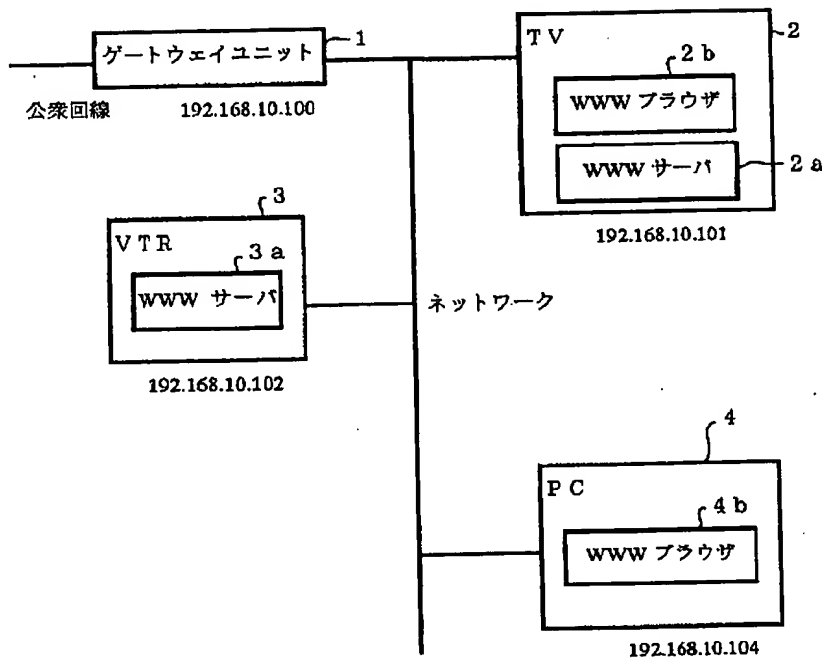 ゲートウェイユニット
1
公衆回線
192.168.10.100
TV
2
2b
WWW ブラウザ
WWW サーバ
2a
192.168.10.101
3
VTR
3a
WWW サーバ
192.168.10.102
ネットワーク
4
PC
4b
WWW ブラウザ
192.168.10.104